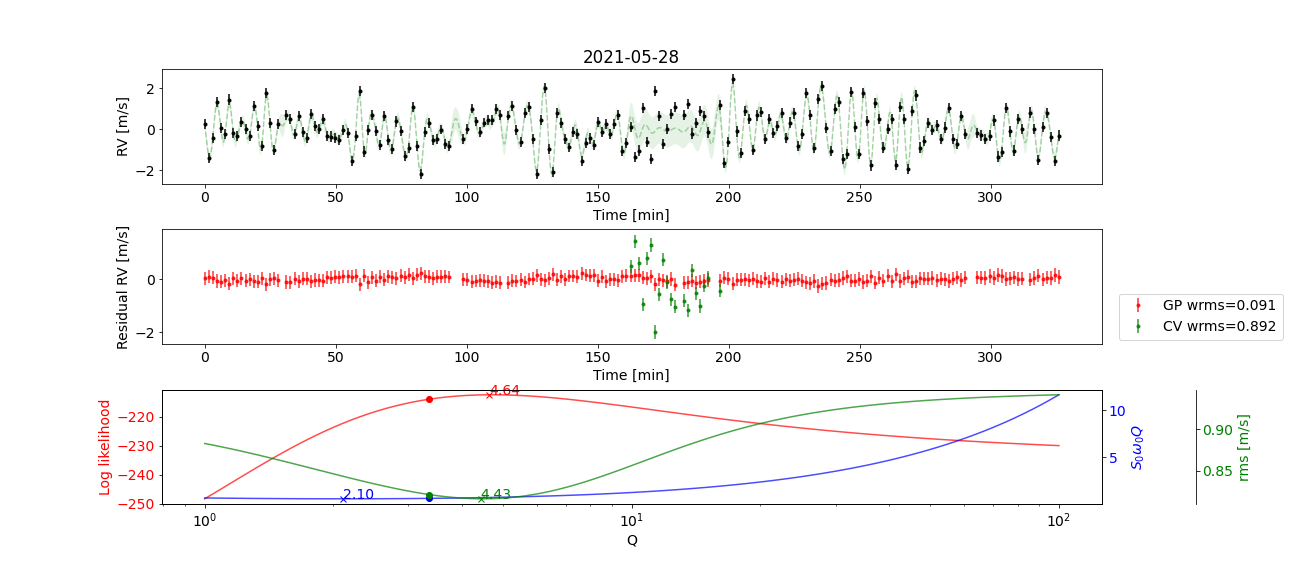 2021-05-28
RV [m/s]
2
0
−2
0 50 100 150 200 250 300
Time [min]
Residual RV [m/s]
0
−2
0 50 100 150 200 250 300
Time [min]
GP wrms=0.091
CV wrms=0.892
Log likelihood
−220
−230
−240
−250
4.64
2.10
4.43
10
5
S₀ω₀Q
0.90
0.85
rms [m/s]
10⁰ 10¹ 10²
Q